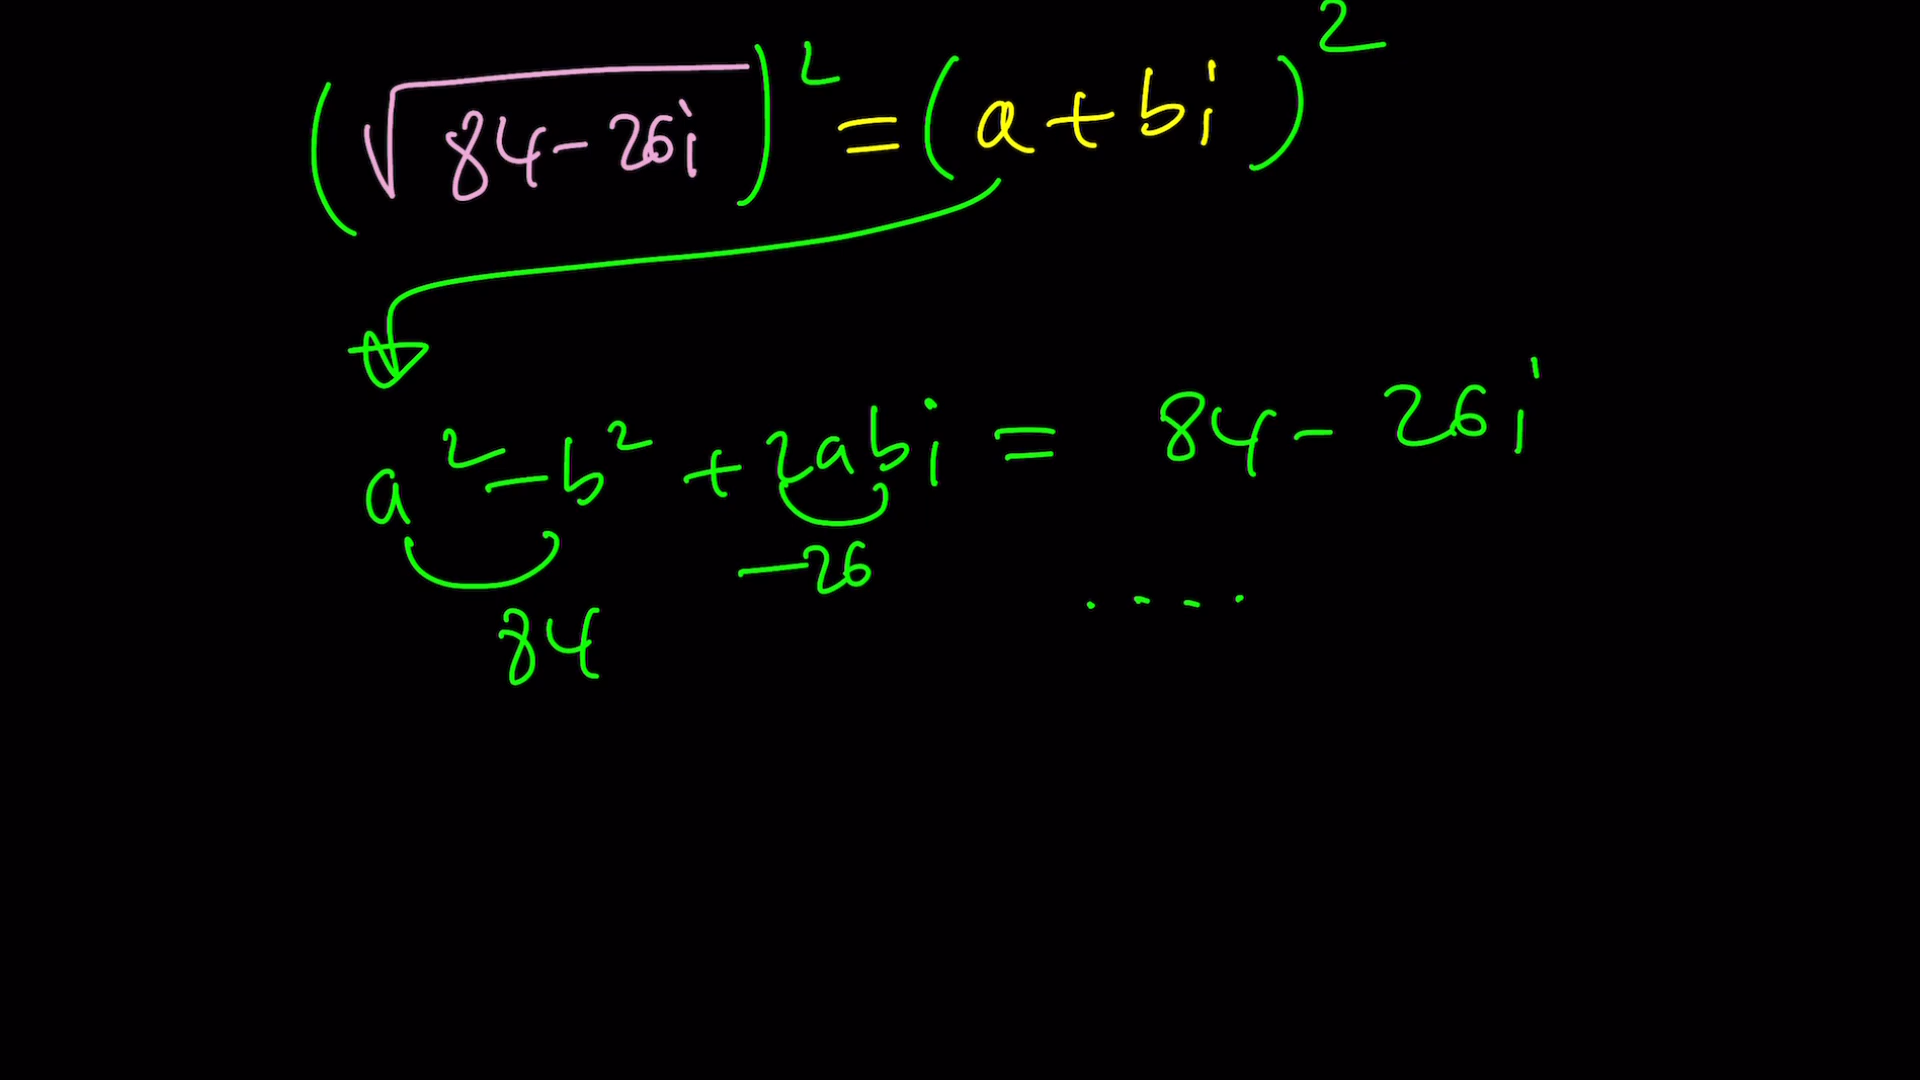 (√84-26i)² = (a+bi)²
a²-b² + 2abi = 84-26i
-26
....
84